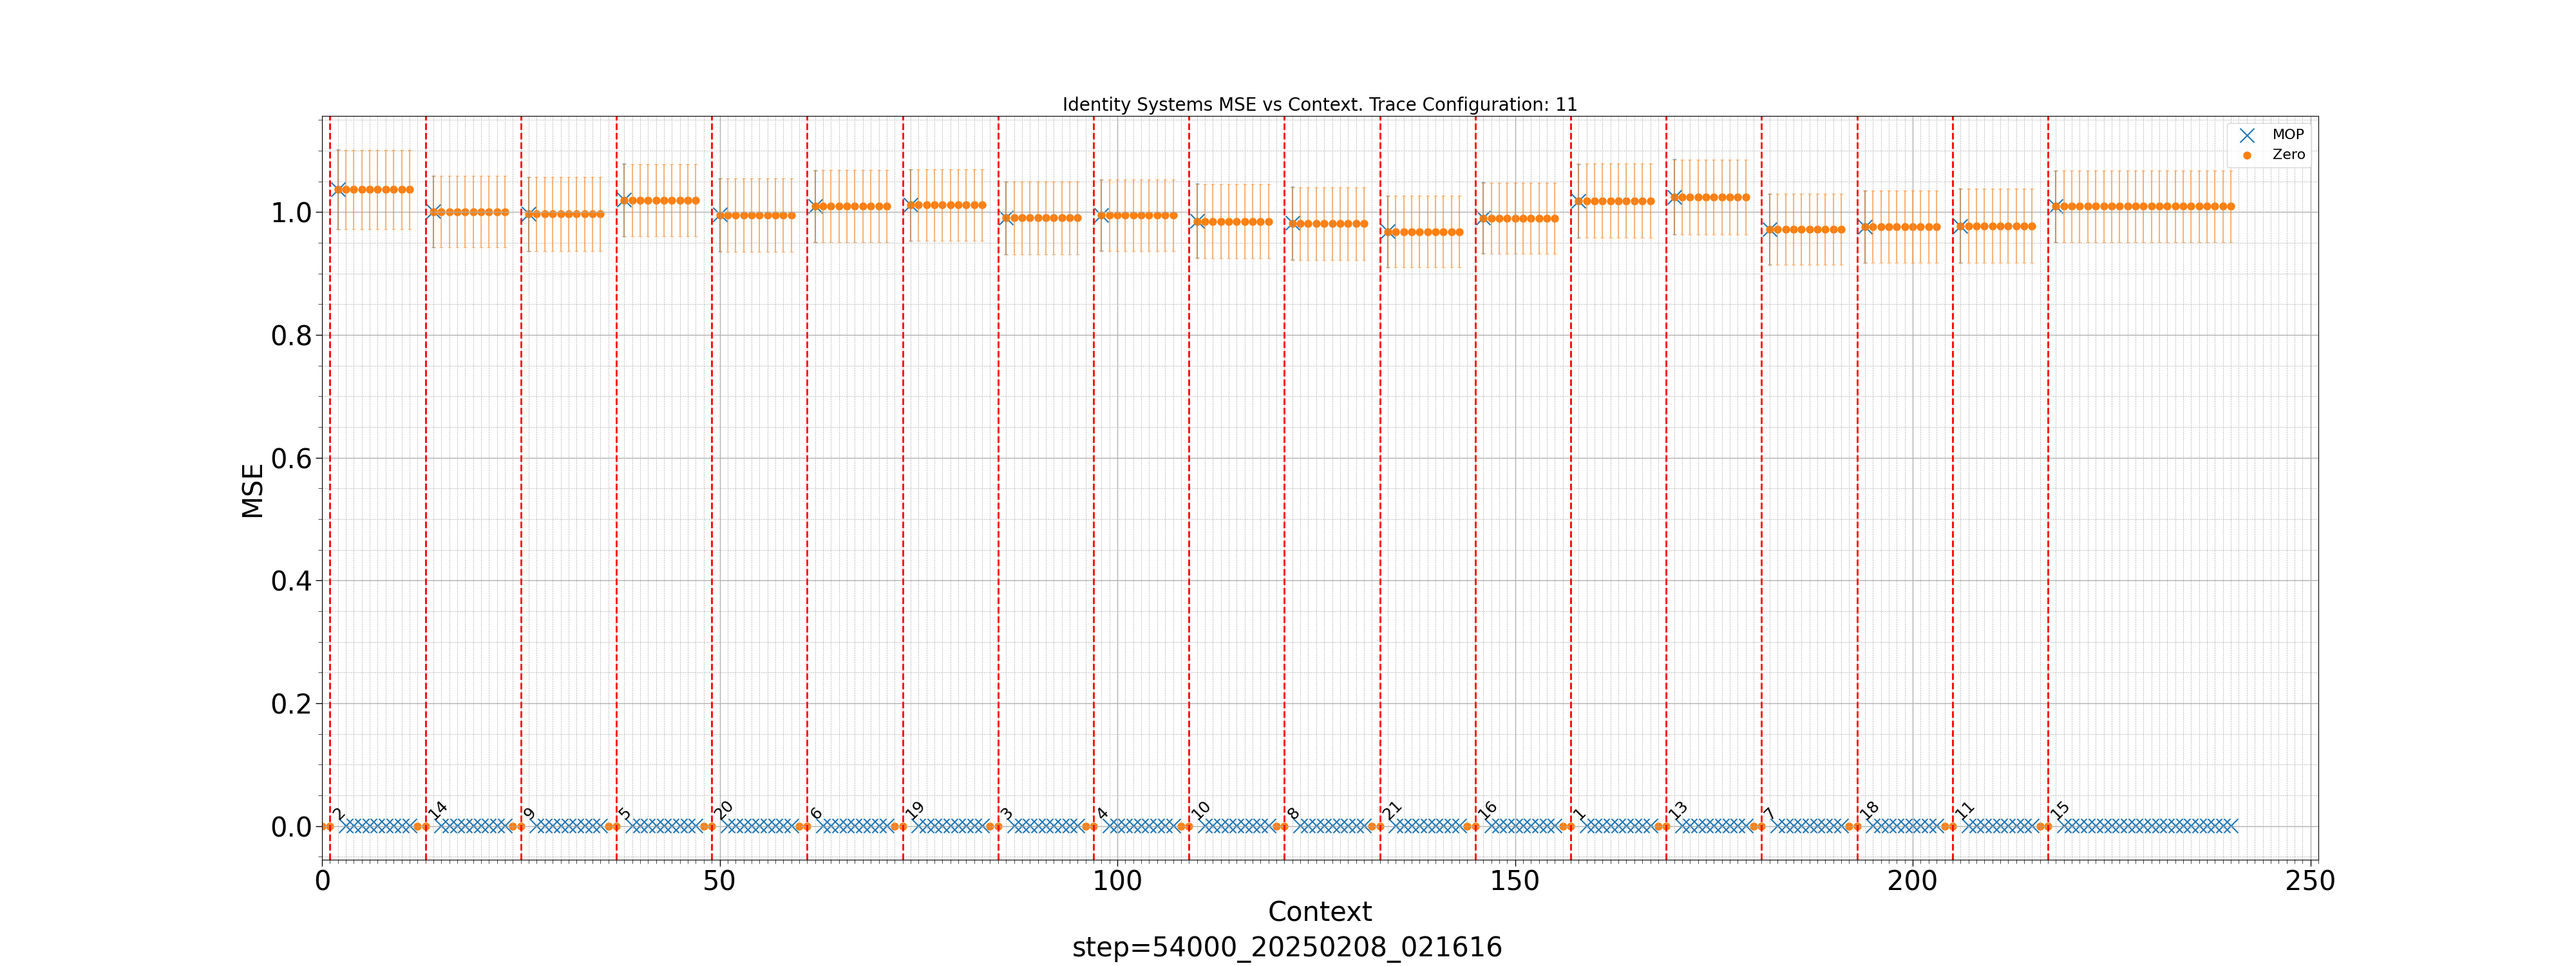 Identity Systems MSE vs Context. Trace Configuration: 11
MOP
Zero
1.0
0.8
0.6
0.4
0.2
0.0
MSE
2 14 9 5 20 6 19 3 4 10 8 21 16 1 13 7 18 11 15
0 50 100 150 200 250
Context
step=54000_20250208_021616